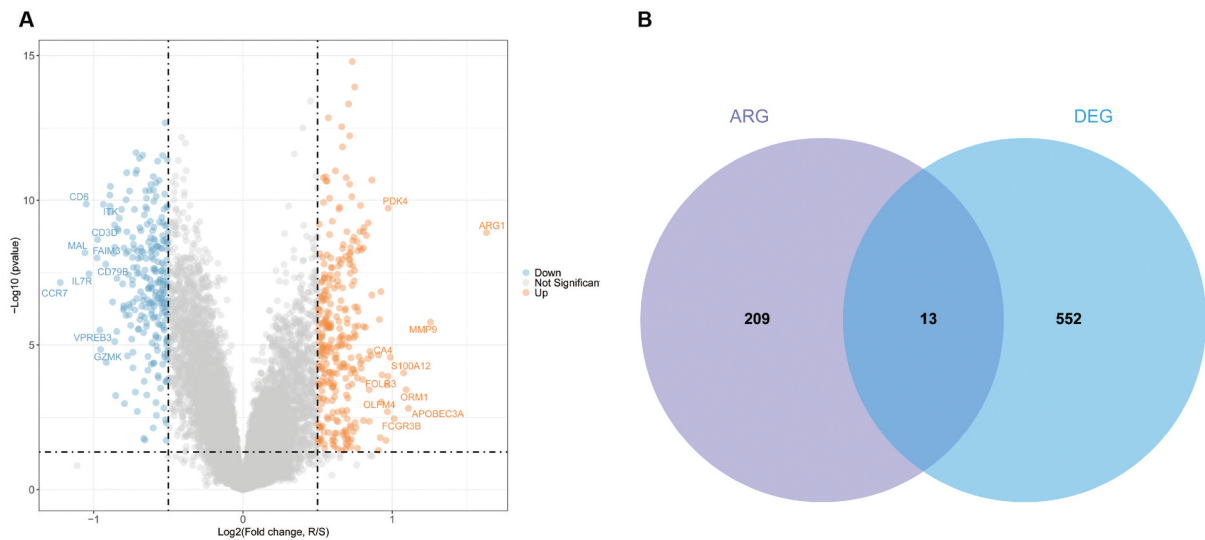 A
B
15
10
5
0
−Log10 (pvalue)
−1
0
1
Log2(Fold change, R/S)
CD6
ITK
CD3D
MAL
FAIM3
CD79B
IL7R
CCR7
VPREB3
GZMK
PDK4
ARG1
MMP9
CA4
S100A12
FOLR3
ORM1
OLFM4
APOBEC3A
FCGR3B
Down
Not Significan
Up
ARG
DEG
209
13
552